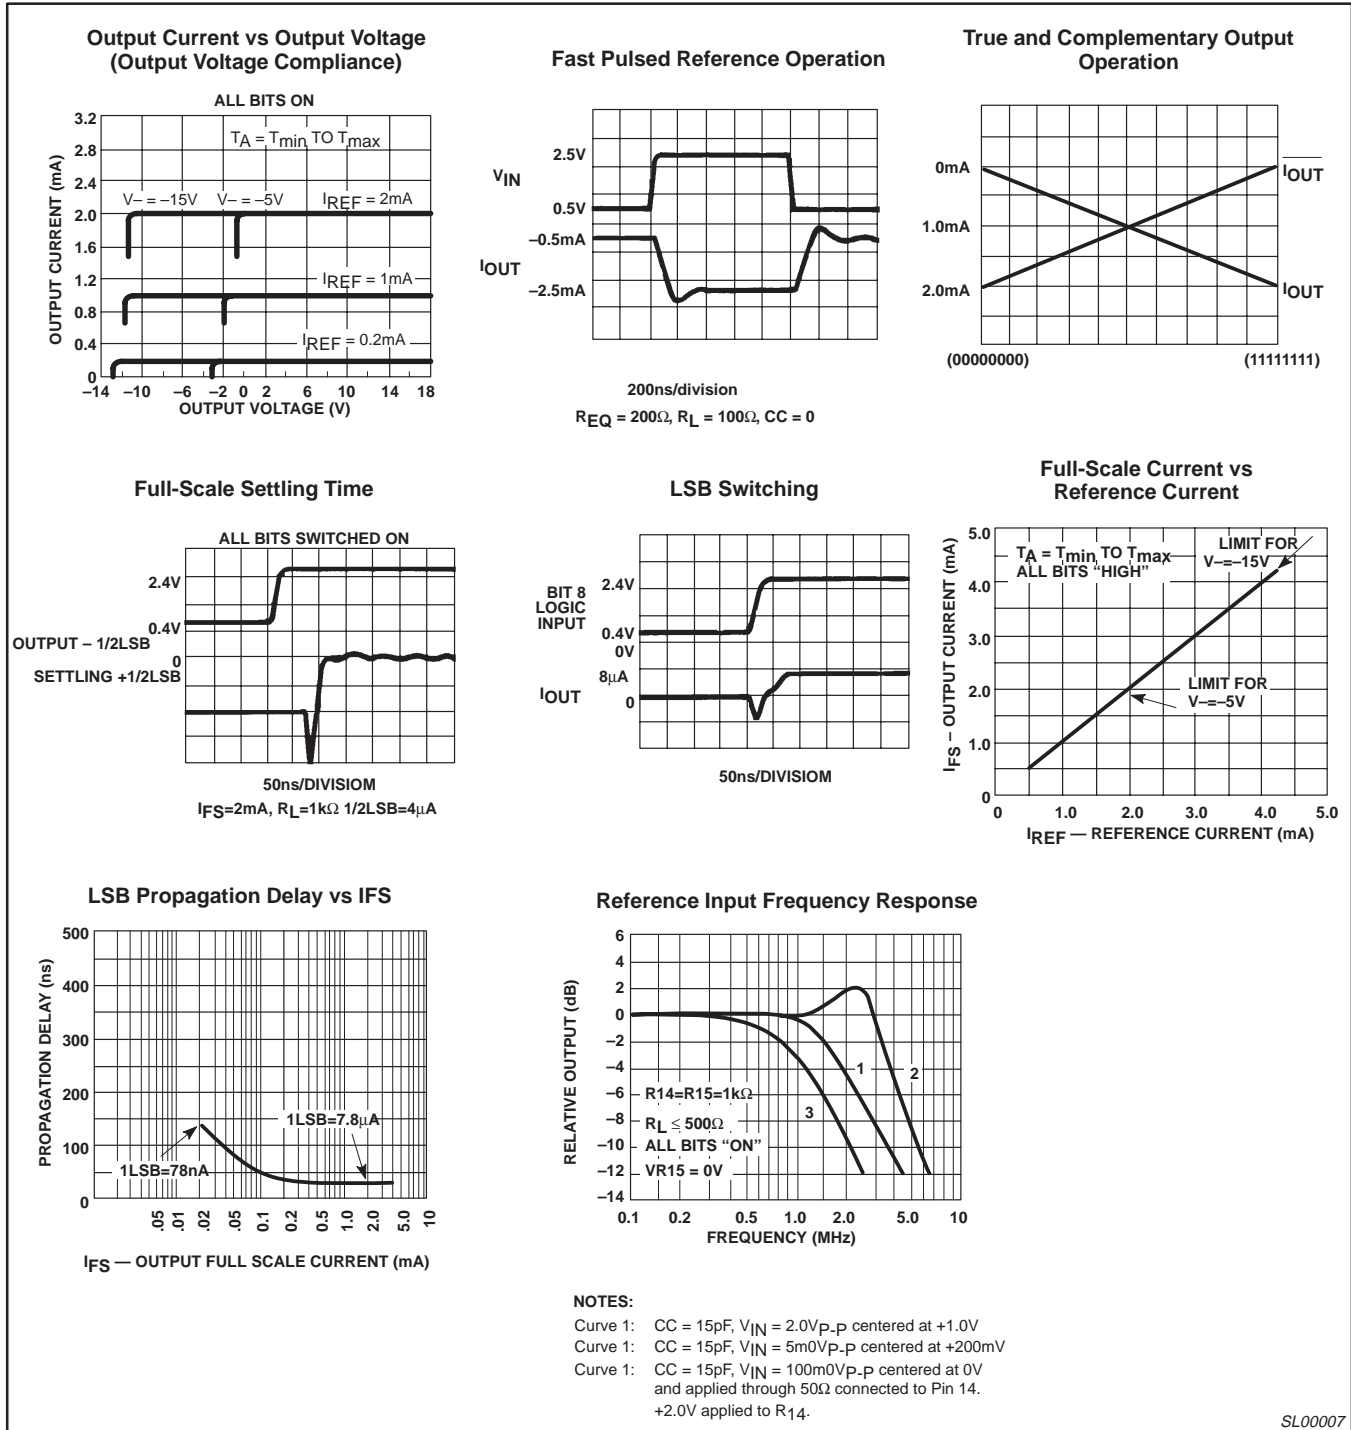 Output Current vs Output Voltage
(Output Voltage Compliance)
ALL BITS ON
TA = Tmin TO Tmax
V– = –15V
V– = –5V
IREF = 2mA
IREF = 1mA
IREF = 0.2mA
OUTPUT CURRENT (mA)
3.2
2.8
2.4
2.0
1.6
1.2
0.8
0.4
0
–14 –10 –6 –2 0 2 6 10 14 18
OUTPUT VOLTAGE (V)
Fast Pulsed Reference Operation
2.5V
VIN
0.5V
–0.5mA
IOUT
–2.5mA
200ns/division
REQ = 200Ω, RL = 100Ω, CC = 0
True and Complementary Output
Operation
0mA
1.0mA
2.0mA
IOUT
IOUT
(00000000) (11111111)
Full-Scale Settling Time
ALL BITS SWITCHED ON
2.4V
0.4V
OUTPUT – 1/2LSB
0
SETTLING +1/2LSB
50ns/DIVISIOM
IFS=2mA, RL=1kΩ 1/2LSB=4μA
LSB Switching
BIT 8
LOGIC
INPUT
2.4V
0.4V
0V
8μA
IOUT
0
50ns/DIVISIOM
Full-Scale Current vs
Reference Current
TA = Tmin TO Tmax
ALL BITS “HIGH”
LIMIT FOR
V–=–15V
LIMIT FOR
V–=–5V
IFS – OUTPUT CURRENT (mA)
5.0
4.0
3.0
2.0
1.0
0
0 1.0 2.0 3.0 4.0 5.0
IREF — REFERENCE CURRENT (mA)
LSB Propagation Delay vs IFS
PROPAGATION DELAY (ns)
500
400
300
200
100
0
1LSB=7.8μA
1LSB=78nA
.05 .01 .02 .05 0.1 0.2 0.5 1.0 2.0 5.0 10
IFS — OUTPUT FULL SCALE CURRENT (mA)
Reference Input Frequency Response
RELATIVE OUTPUT (dB)
6
4
2
0
–2
–4
–6
–8
–10
–12
–14
1
2
3
R14=R15=1kΩ
RL ≤ 500Ω
ALL BITS “ON”
VR15 = 0V
0.1 0.2 0.5 1.0 2.0 5.0 10
FREQUENCY (MHz)
NOTES:
Curve 1: CC = 15pF, VIN = 2.0VP-P centered at +1.0V
Curve 1: CC = 15pF, VIN = 5m0VP-P centered at +200mV
Curve 1: CC = 15pF, VIN = 100m0VP-P centered at 0V
and applied through 50Ω connected to Pin 14.
+2.0V applied to R14.
SL00007